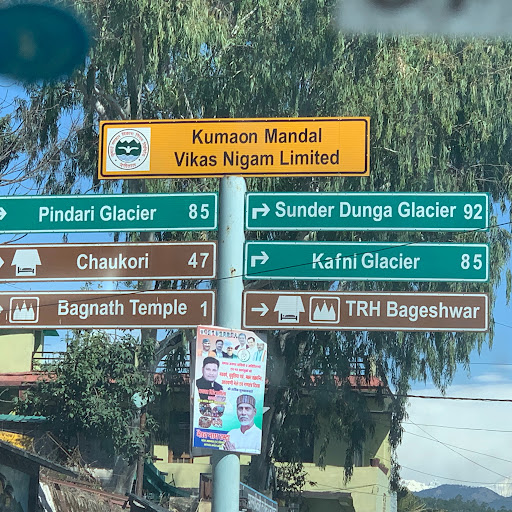 Kumaon Mandal
Vikas Nigam Limited
Pindari Glacier 85
Sunder Dunga Glacier 92
Chaukori 47
Kafni Glacier 85
Bagnath Temple 1
TRH Bageshwar